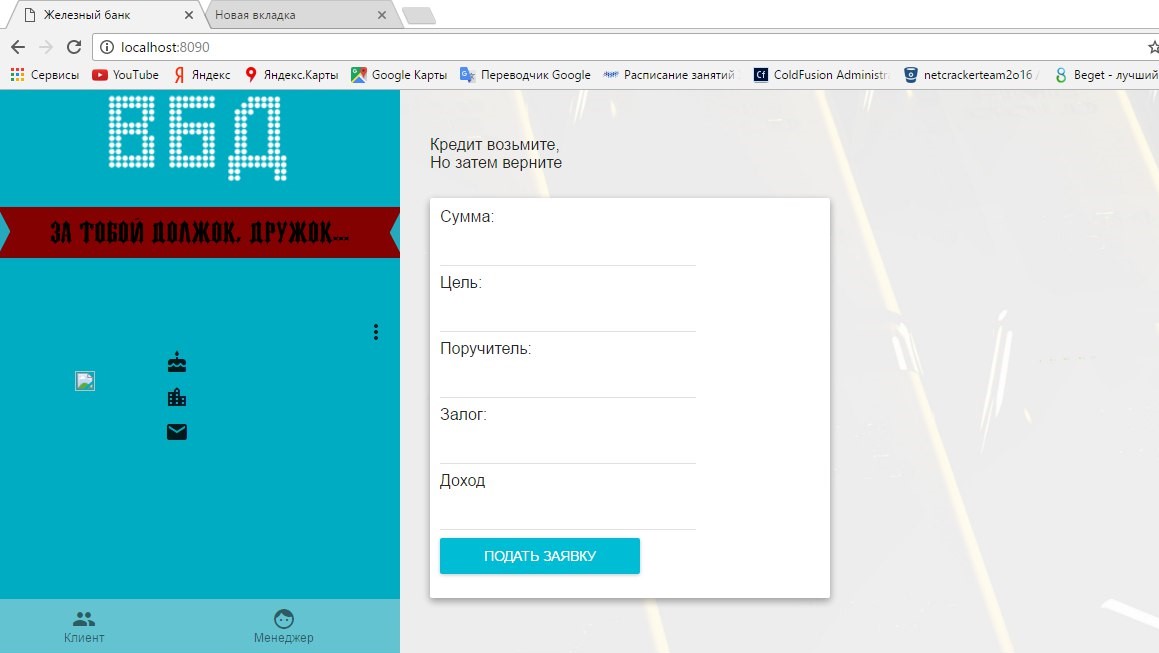 Железный банк
Новая вкладка
localhost:8090
Сервисы
YouTube
Яндекс
Яндекс.Карты
Google Карты
Переводчик Google
Расписание занятий
ColdFusion Administr
netcrackerteam2o16 /
Beget - лучший
ВБД
ЗА ТОБОЙ ДОЛЖОК, ДРУЖОК...
Кредит возьмите,
Но затем верните
Сумма:
Цель:
Поручитель:
Залог:
Доход
ПОДАТЬ ЗАЯВКУ
Клиент
Менеджер